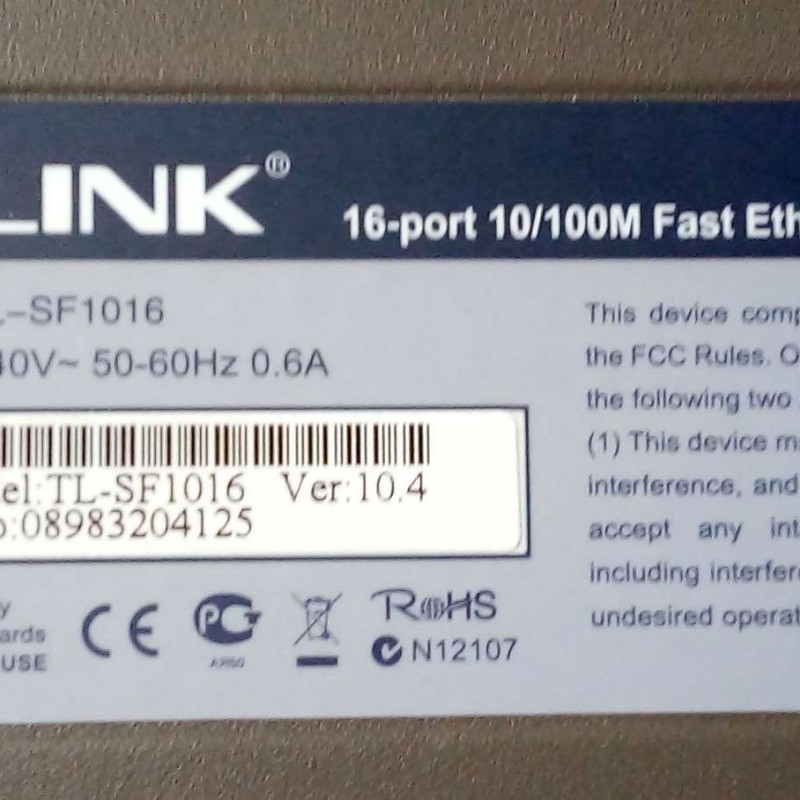 LINK®
16-port 10/100M Fast Eth
L-SF1016
40V~ 50-60Hz 0.6A
el:TL-SF1016 Ver:10.4
o:08983204125
y
ards
USE
CE
PC
RoHS
N12107
This device comp
the FCC Rules. O
the following two
(1) This device m
interference, and
accept any int
including interfere
undesired operat